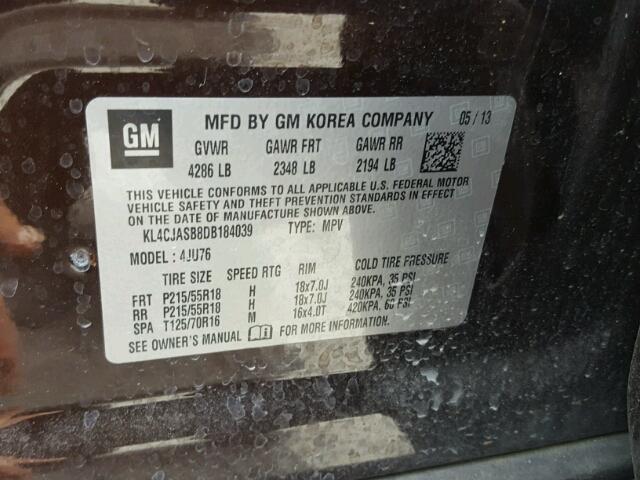 GM MFD BY GM KOREA COMPANY 05 / 13
GVWR GAWR FRT GAWR RR
4286 LB 2348 LB 2194 LB
THIS VEHICLE CONFORMS TO ALL APPLICABLE U.S. FEDERAL MOTOR
VEHICLE SAFETY AND THEFT PREVENTION STANDARDS IN EFFECT
ON THE DATE OF MANUFACTURE SHOWN ABOVE.
KL4CJASB8DB184039 TYPE: MPV
MODEL : 4JU76
TIRE SIZE SPEED RTG RIM COLD TIRE PRESSURE
FRT P215/55R18 H 18x7.0J 240KPA, 35 PSI
RR P215/55R18 H 18x7.0J 240KPA, 35 PSI
SPA T125/70R16 M 16x4.0T 420KPA, 60 PSI
SEE OWNER'S MANUAL FOR MORE INFORMATION.